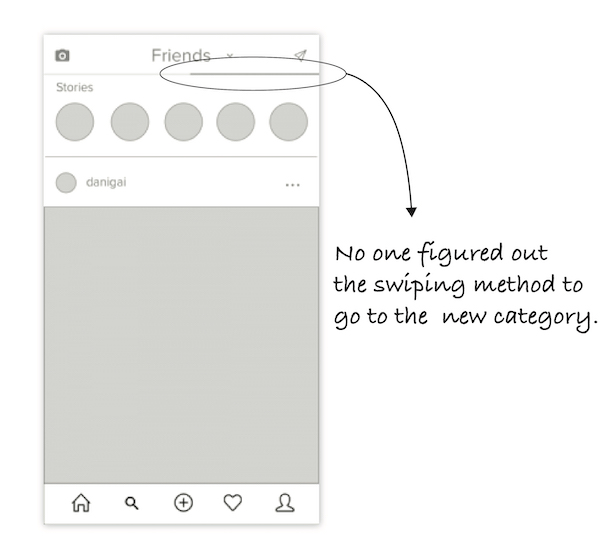 Friends
Stories
danigai
No one figured out
the swiping method to
go to the new category.